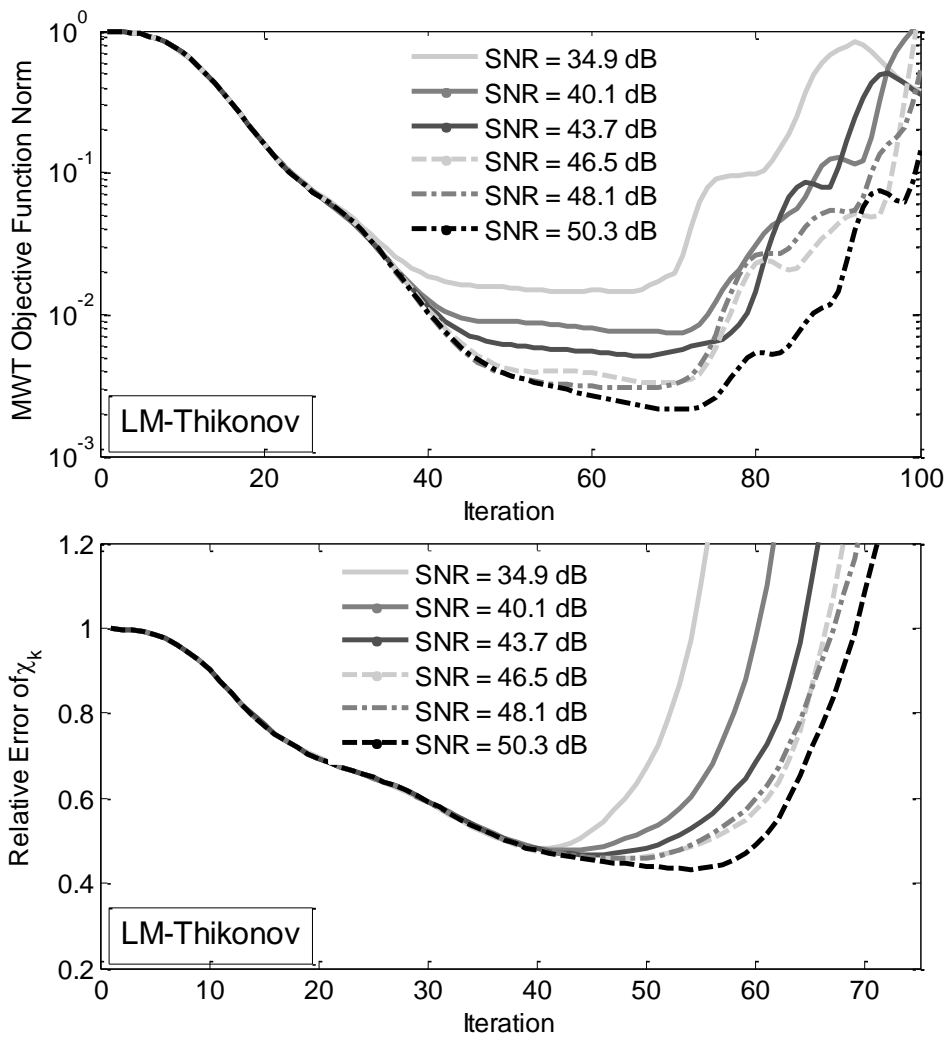 10^0
10^-1
10^-2
10^-3
MWT Objective Function Norm
SNR = 34.9 dB
SNR = 40.1 dB
SNR = 43.7 dB
SNR = 46.5 dB
SNR = 48.1 dB
SNR = 50.3 dB
LM-Thikonov
0 20 40 60 80 100
Iteration
1.2
1
0.8
0.6
0.4
0.2
Relative Error of χ_k
SNR = 34.9 dB
SNR = 40.1 dB
SNR = 43.7 dB
SNR = 46.5 dB
SNR = 48.1 dB
SNR = 50.3 dB
LM-Thikonov
0 10 20 30 40 50 60 70
Iteration